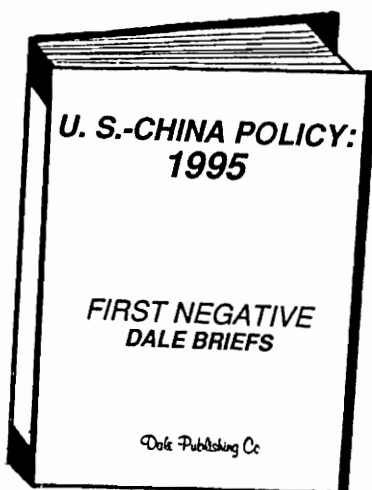 U. S.-CHINA POLICY:
1995
FIRST NEGATIVE
DALE BRIEFS
Dale Publishing Co